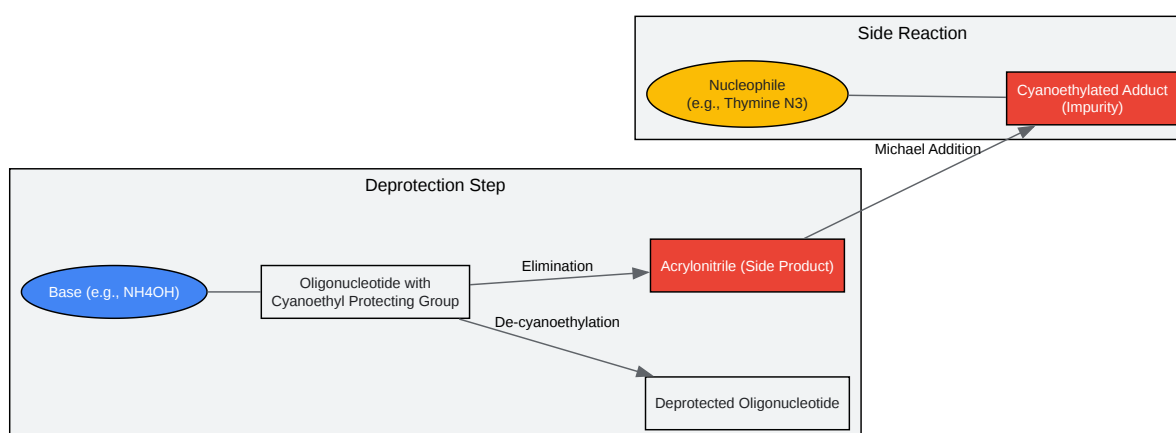 Side Reaction
Nucleophile
(e.g., Thymine N3)
Cyanoethylated Adduct
(Impurity)
Michael Addition
Deprotection Step
Base (e.g., NH4OH)
Oligonucleotide with
Cyanoethyl Protecting Group
Elimination
Acrylonitrile (Side Product)
De-cyanoethylation
Deprotected Oligonucleotide